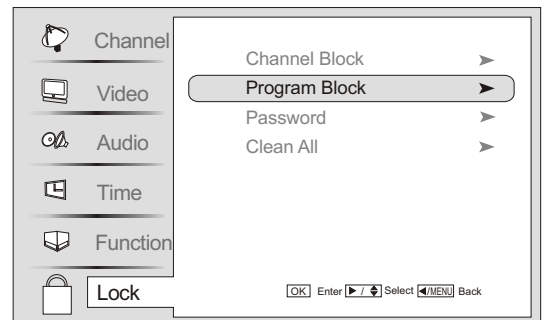 Channel
Video
Audio
Time
Function
Lock
Channel Block
Program Block
Password
Clean All
OK Enter / Select /MENU Back